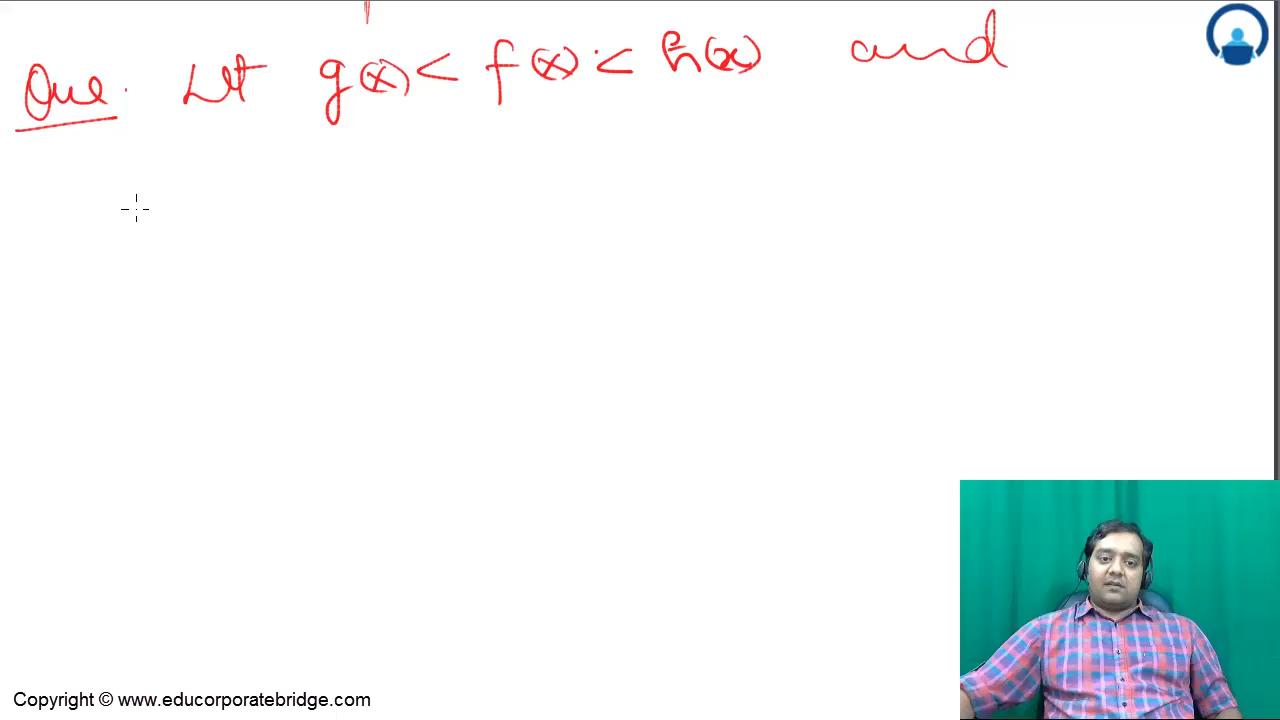 Que. Let g(x) < f(x) < h(x) and
Copyright © www.educorporatebridge.com